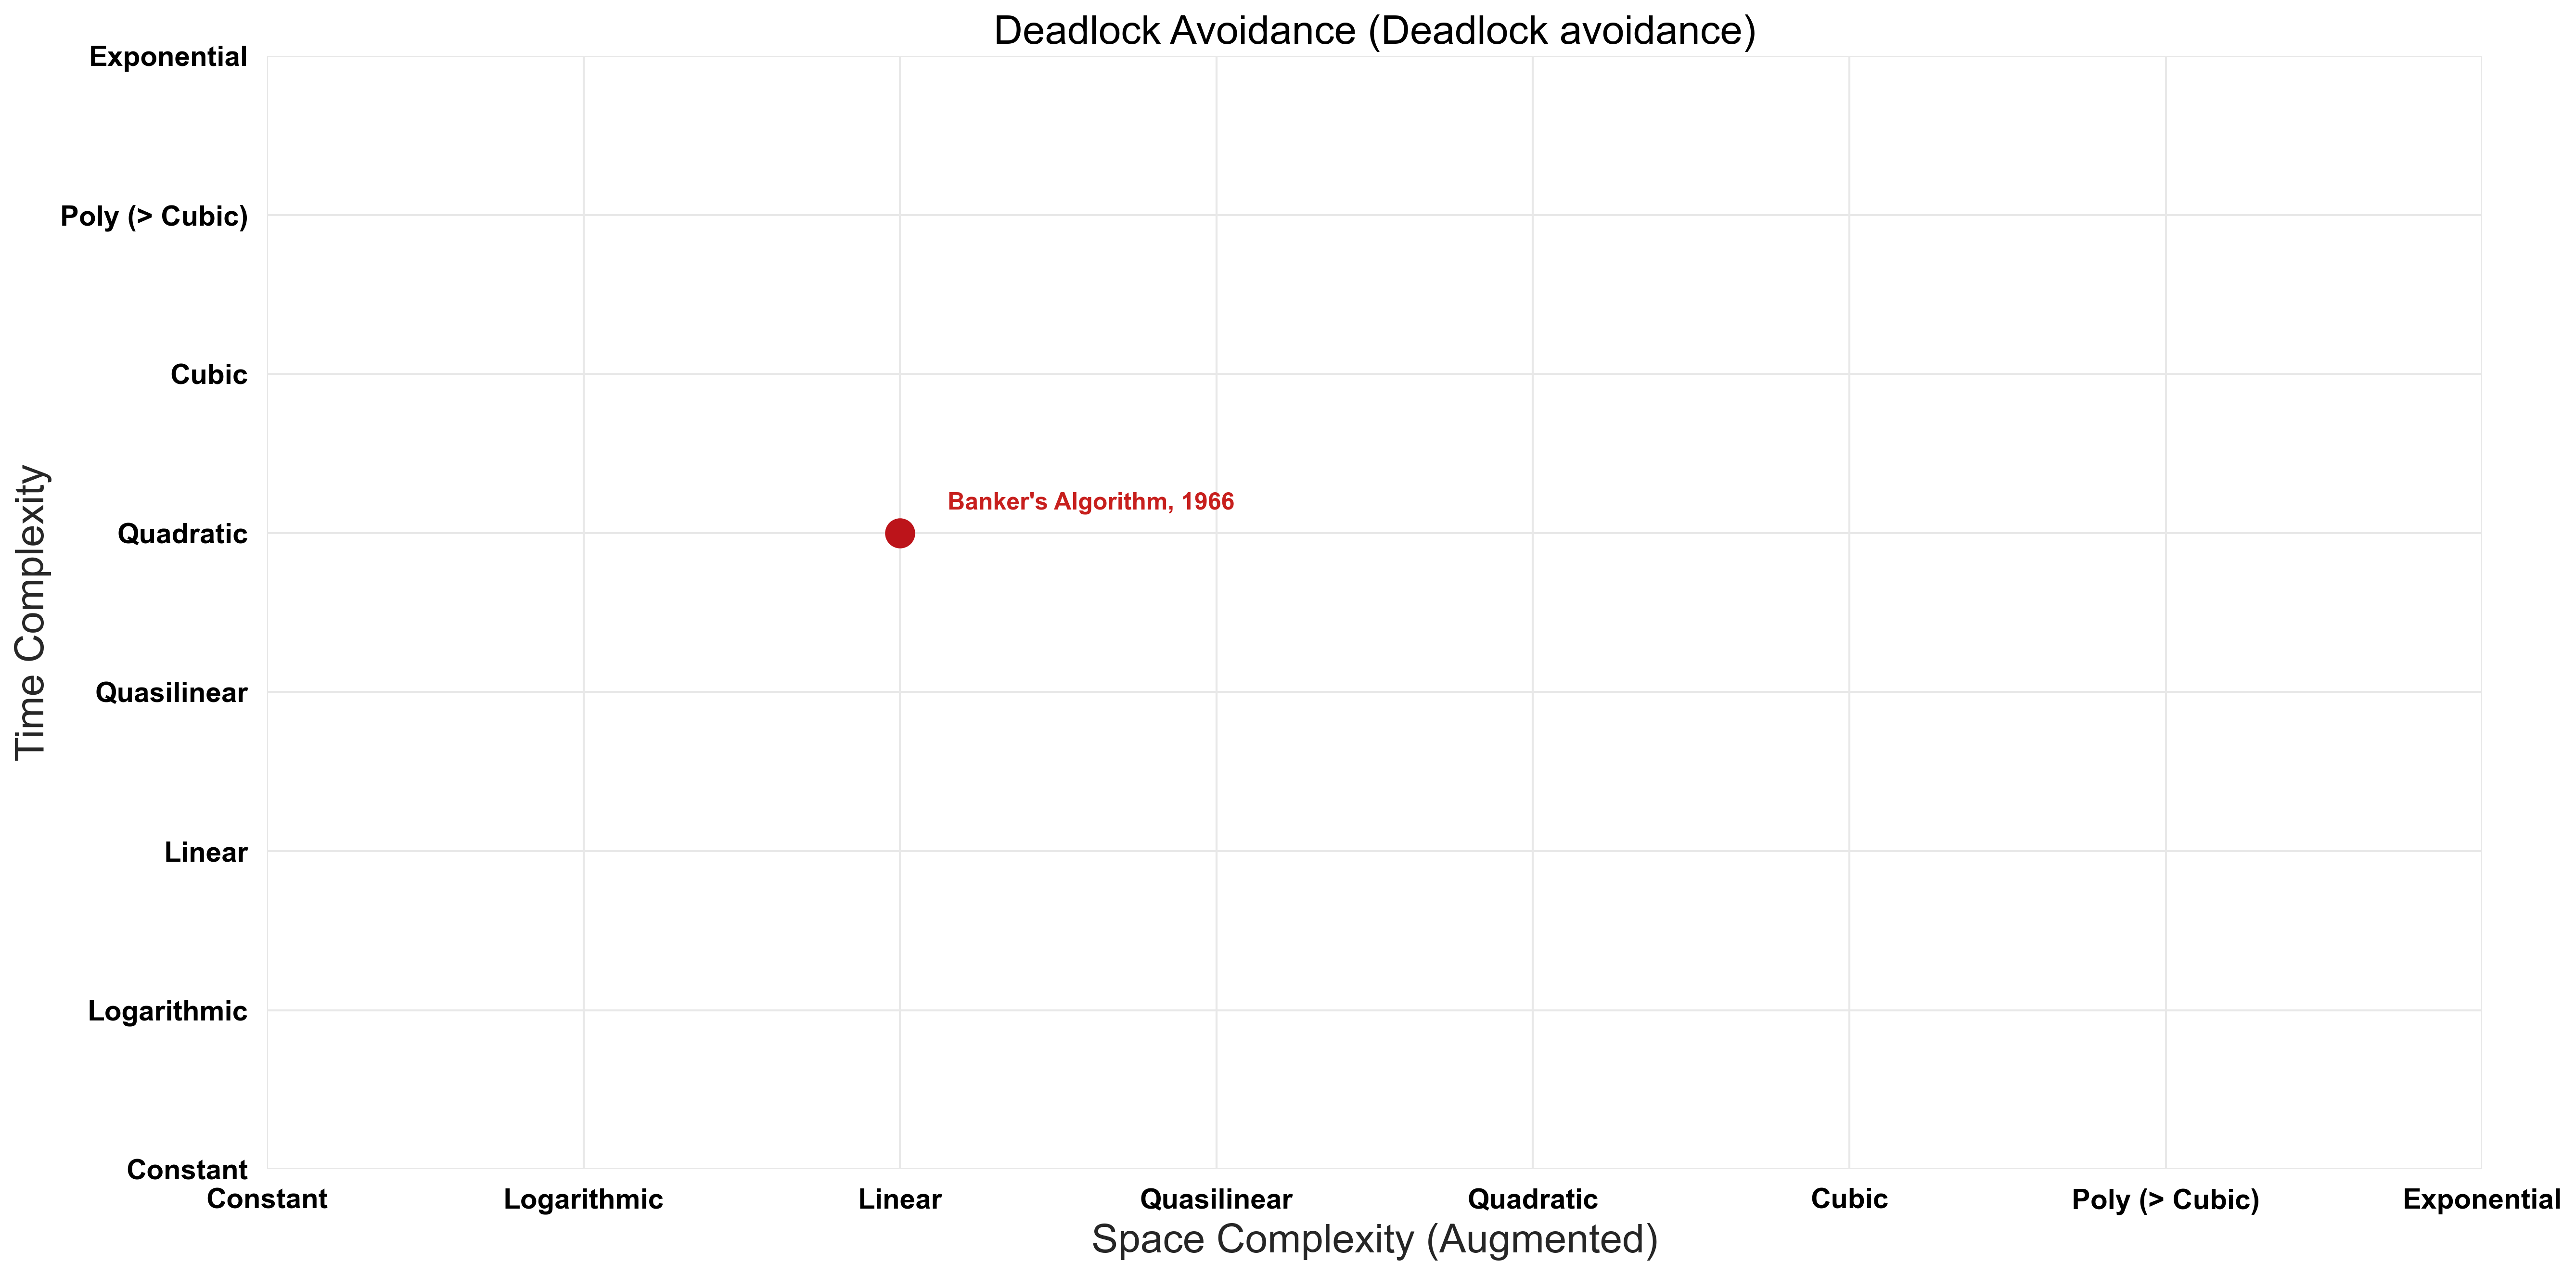 Deadlock Avoidance (Deadlock avoidance)
Exponential
Poly (> Cubic)
Cubic
Quadratic
Quasilinear
Linear
Logarithmic
Constant
Time Complexity
Banker's Algorithm, 1966
Constant
Logarithmic
Linear
Quasilinear
Quadratic
Cubic
Poly (> Cubic)
Exponential
Space Complexity (Augmented)